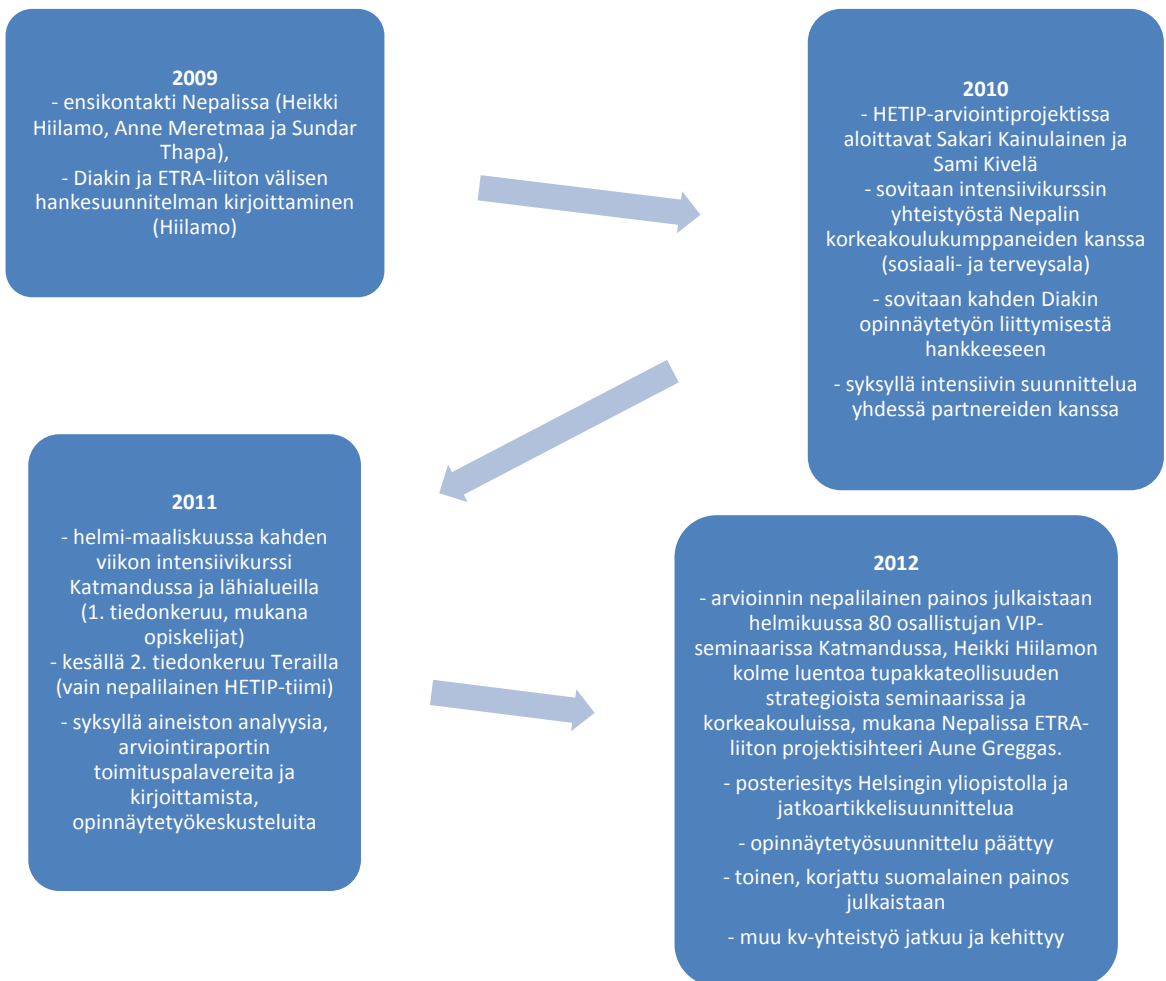 2009
- ensikontakti Nepalissa (Heikki
Hiilamo, Anne Meretmaa ja Sundar
Thapa),
- Diakin ja ETRA-liiton välisen
hankesuunnitelman kirjoittaminen
(Hiilamo)
2010
- HETIP-arviointiprojektissa
aloittavat Sakari Kainulainen ja
Sami Kivelä
- sovitaan intensiivikurssin
yhteistyöstä Nepalin
korkeakoulukumppaneiden kanssa
(sosiaali- ja terveysala)
- sovitaan kahden Diakin
opinnäytetyön liittymisestä
hankkeeseen
- syksyllä intensiivin suunnittelua
yhdessä partnereiden kanssa
2011
- helmi-maaliskuussa kahden
viikon intensiivikurssi
Katmandussa ja lähialueilla
(1. tiedonkeruu, mukana
opiskelijat)
- kesällä 2. tiedonkeruu Terailla
(vain nepalilainen HETIP-tiimi)
- syksyllä aineiston analyysia,
arviointiraportin
toimituspalavereita ja
kirjoittamista,
opinnäytetyökeskusteluita
2012
- arvioinnin nepalilainen painos julkaistaan
helmikuussa 80 osallistujan VIP-
seminaarissa Katmandussa, Heikki Hiilamon
kolme luentoa tupakkateollisuuden
strategioista seminaarissa ja
korkeakouluissa, mukana Nepalissa ETRA-
liiton projektisihteeri Aune Greggas.
- posteriesitys Helsingin yliopistolla ja
jatkoartikkelisuunnittelua
- opinnäytetyösuunnittelu päättyy
- toinen, korjattu suomalainen painos
julkaistaan
- muu kv-yhteistyö jatkuu ja kehittyy